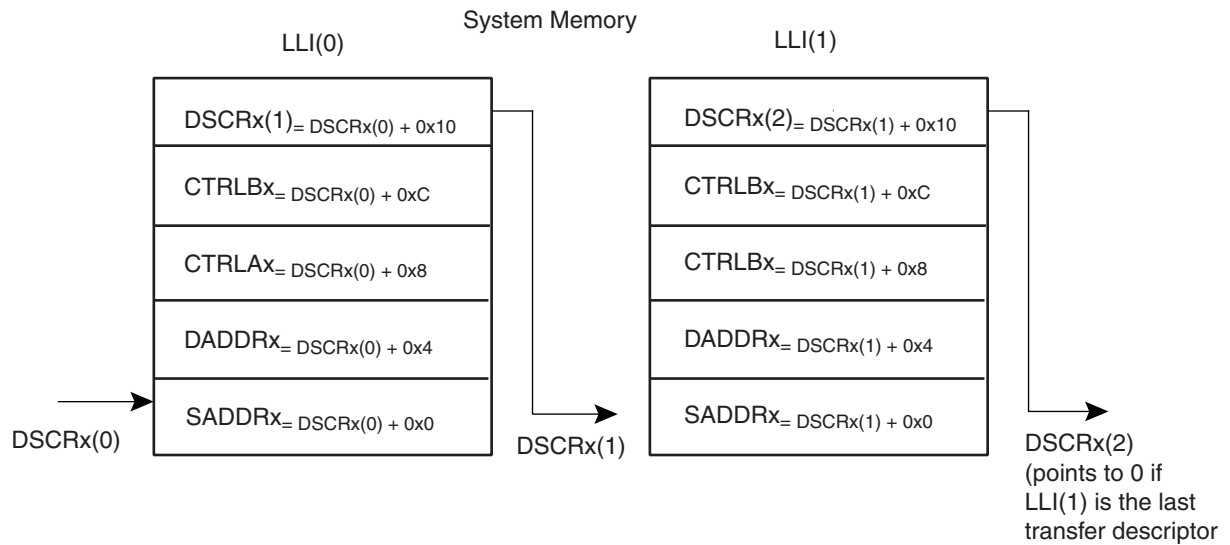 System Memory
LLI(0)
LLI(1)
DSCRx(1)= DSCRx(0) + 0x10
CTRLBx= DSCRx(0) + 0xC
CTRLAx= DSCRx(0) + 0x8
DADDRx= DSCRx(0) + 0x4
SADDRx= DSCRx(0) + 0x0
DSCRx(0)
DSCRx(1)
DSCRx(2)= DSCRx(1) + 0x10
CTRLBx= DSCRx(1) + 0xC
CTRLBx= DSCRx(1) + 0x8
DADDRx= DSCRx(1) + 0x4
SADDRx= DSCRx(1) + 0x0
DSCRx(2)
(points to 0 if
LLI(1) is the last
transfer descriptor